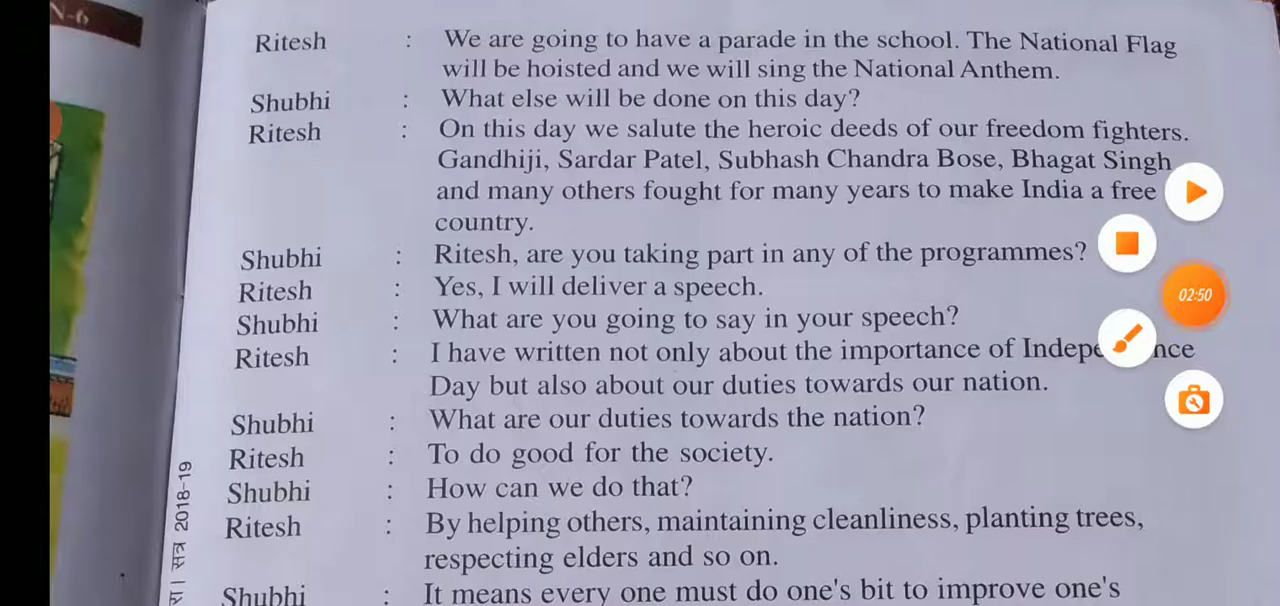 N-6
Ritesh : We are going to have a parade in the school. The National Flag
will be hoisted and we will sing the National Anthem.
Shubhi : What else will be done on this day?
Ritesh : On this day we salute the heroic deeds of our freedom fighters.
Gandhiji, Sardar Patel, Subhash Chandra Bose, Bhagat Singh
and many others fought for many years to make India a free
country.
Shubhi : Ritesh, are you taking part in any of the programmes?
Ritesh : Yes, I will deliver a speech.
Shubhi : What are you going to say in your speech?
Ritesh : I have written not only about the importance of Indepe nce
Day but also about our duties towards our nation.
Shubhi : What are our duties towards the nation?
Ritesh : To do good for the society.
Shubhi : How can we do that?
Ritesh : By helping others, maintaining cleanliness, planting trees,
respecting elders and so on.
Shubhi : It means every one must do one's bit to improve one's
सत्र 2018-19
02:50